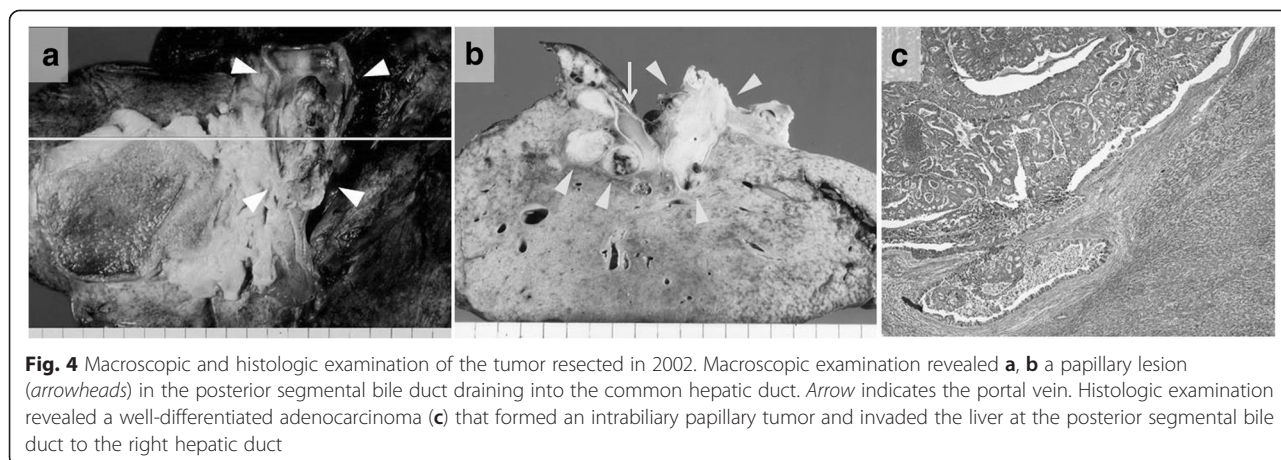 a
b
c
Fig. 4 Macroscopic and histologic examination of the tumor resected in 2002. Macroscopic examination revealed a, b a papillary lesion
(arrowheads) in the posterior segmental bile duct draining into the common hepatic duct. Arrow indicates the portal vein. Histologic examination
revealed a well-differentiated adenocarcinoma (c) that formed an intrabiliary papillary tumor and invaded the liver at the posterior segmental bile
duct to the right hepatic duct